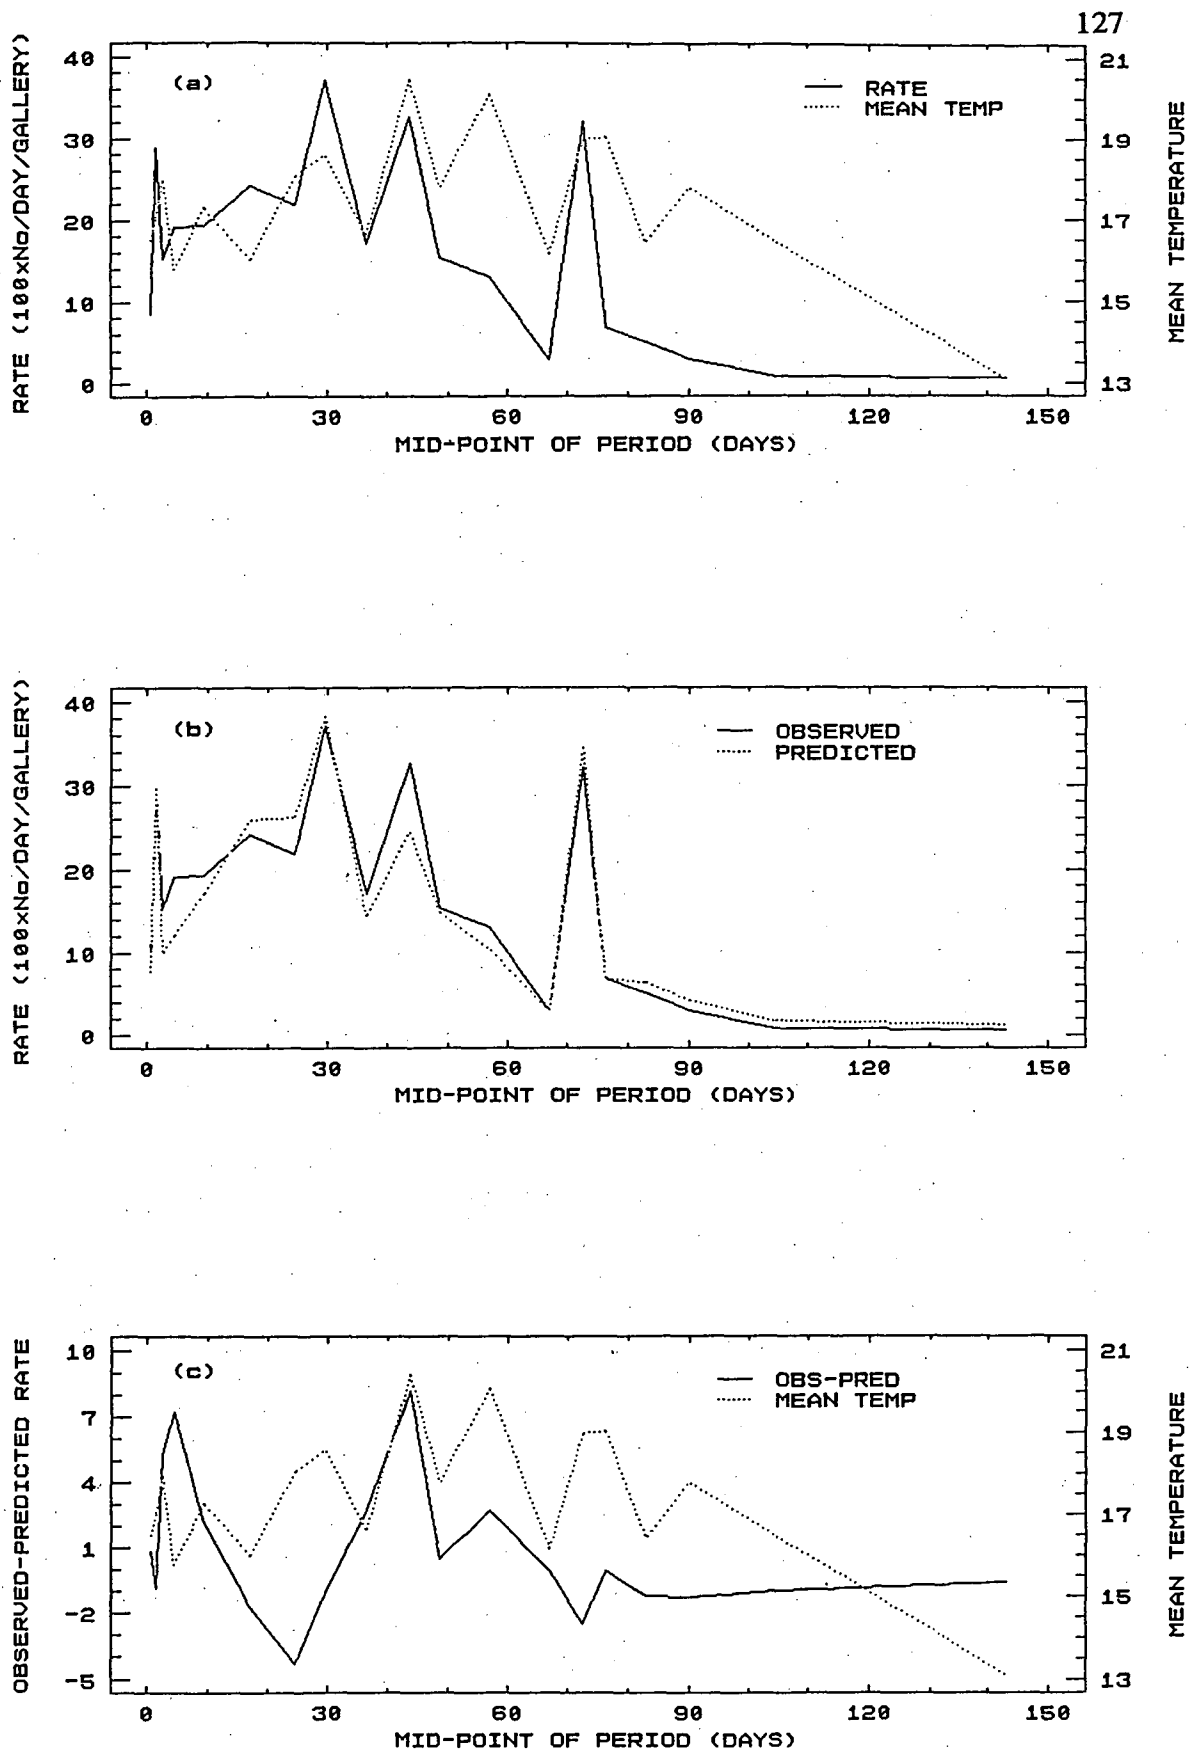 127
(a)
RATE
MEAN TEMP
RATE (100xNo/DAY/GALLERY)
40
30
20
10
0
21
19
17
15
13
MEAN TEMPERATURE
0 30 60 90 120 150
MID-POINT OF PERIOD (DAYS)
(b)
OBSERVED
PREDICTED
RATE (100xNo/DAY/GALLERY)
40
30
20
10
0
0 30 60 90 120 150
MID-POINT OF PERIOD (DAYS)
(c)
OBS-PRED
MEAN TEMP
OBSERVED-PREDICTED RATE
10
7
4
1
-2
-5
21
19
17
15
13
MEAN TEMPERATURE
0 30 60 90 120 150
MID-POINT OF PERIOD (DAYS)